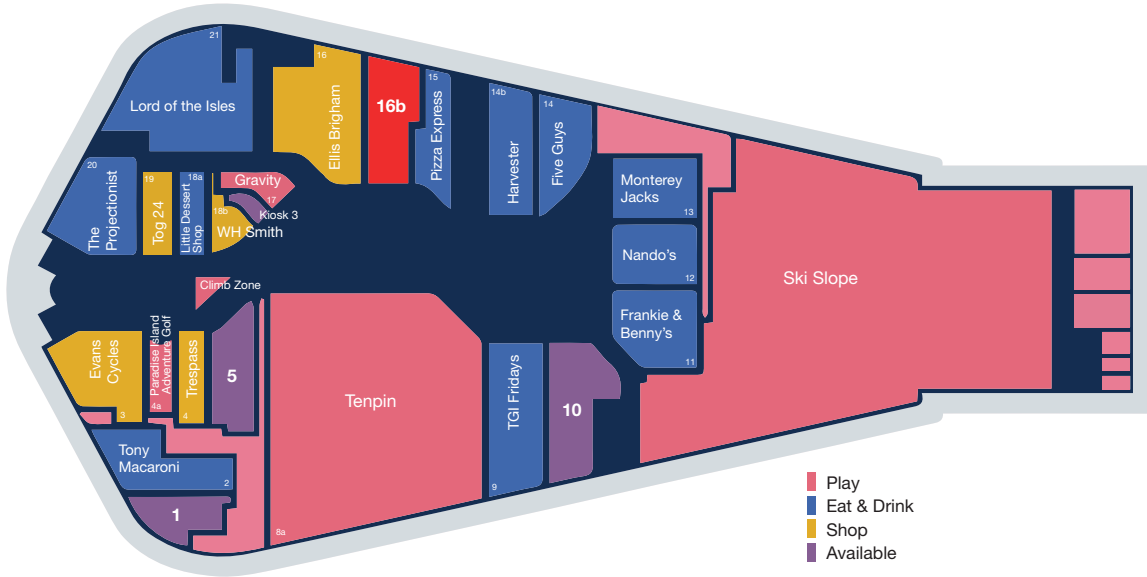 21
Lord of the Isles
16
Ellis Brigham
16b
15
Pizza Express
14b
Harvester
14
Five Guys
20
The
Projectionist
19
Tog 24
18a
Little Dessert
Shop
Gravity
17
Kiosk 3
18b
WH Smith
Monterey
Jacks
13
Nando’s
12
Frankie &
Benny’s
11
Ski Slope
Climb Zone
Evans
Cycles
3
Paradise Island
Adventure Golf
4a
Trespass
4
5
Tenpin
8a
TGI Fridays
9
10
Tony
Macaroni
2
1
Play
Eat & Drink
Shop
Available